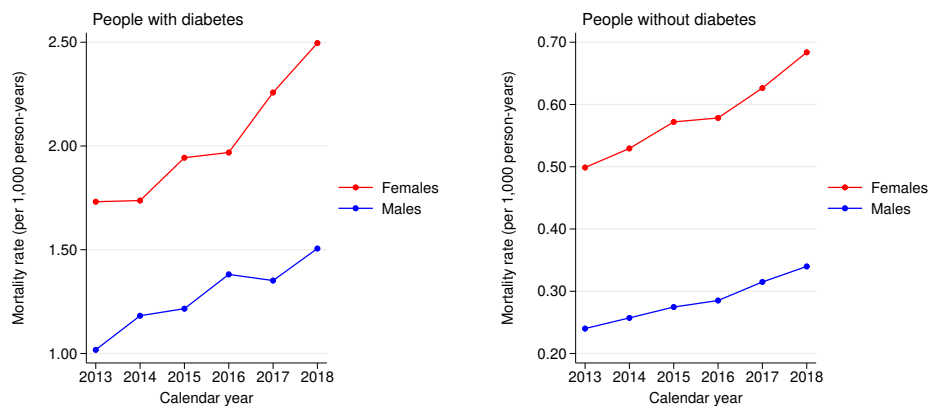 People with diabetes
Mortality rate (per 1,000 person-years)
2.50
2.00
1.50
1.00
2013 2014 2015 2016 2017 2018
Calendar year
Females
Males
People without diabetes
Mortality rate (per 1,000 person-years)
0.70
0.60
0.50
0.40
0.30
0.20
2013 2014 2015 2016 2017 2018
Calendar year
Females
Males